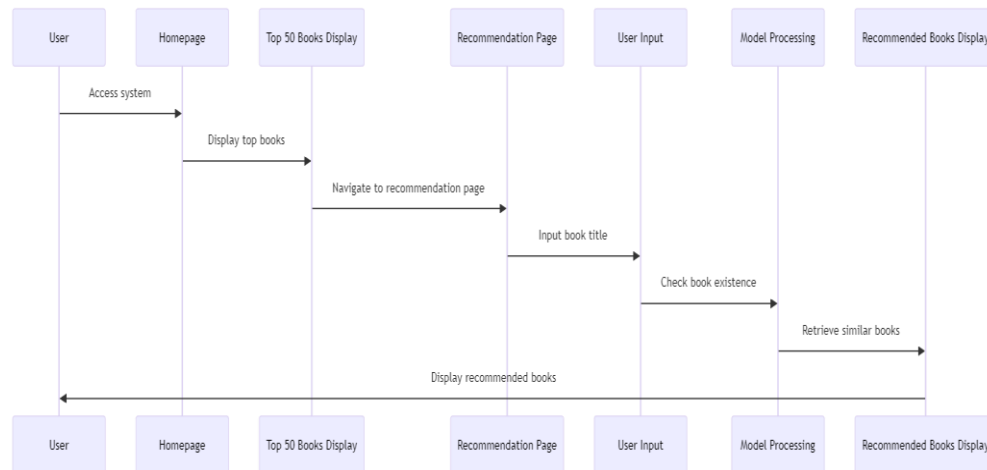 User
Homepage
Top 50 Books Display
Recommendation Page
User Input
Model Processing
Recommended Books Display
Access system
Display top books
Navigate to recommendation page
Input book title
Check book existence
Retrieve similar books
Display recommended books
User
Homepage
Top 50 Books Display
Recommendation Page
User Input
Model Processing
Recommended Books Display